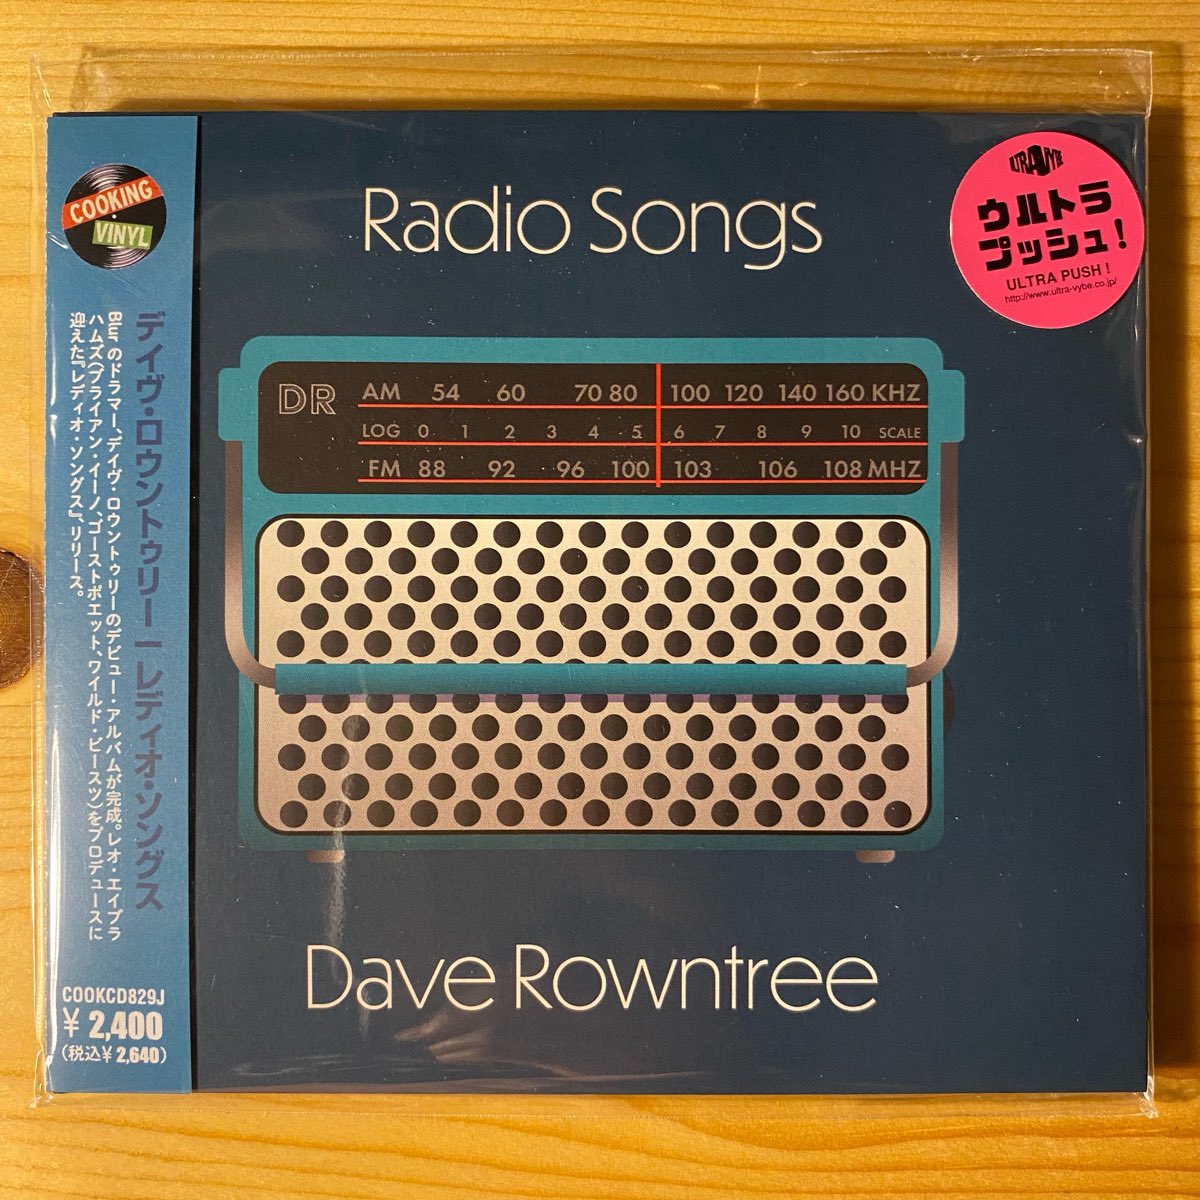 COOKING
VINYL
デイヴ・ロウントゥリー | レディオ・ソングス
Blurのドラマー、デイヴ・ロウントゥリーのデビュー・アルバムが完成。レオ・エイブラ
ハムズ(ブライアン・イーノ、ゴーストポエット、ワイルド・ビースツ)をプロデュースに
迎えた『レディオ・ソングス』、リリース。
COOKCD829J
¥ 2,400
(税込¥ 2,640)
Radio Songs
ULTRA-VYBE
ウルトラ
プッシュ!
ULTRA PUSH !
http://www.ultra-vybe.co.jp/
DR
AM 54 60 70 80 100 120 140 160 KHZ
LOG 0 1 2 3 4 5 6 7 8 9 10 SCALE
FM 88 92 96 100 103 106 108 MHZ
Dave Rowntree